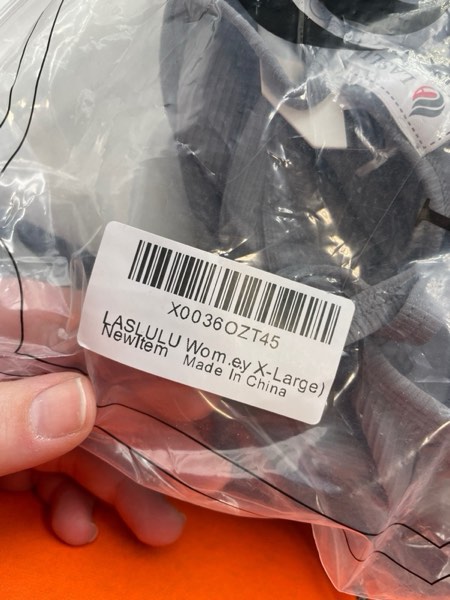 X0036OZT45
LASLULU Wom.ey X-Large)
NewItem Made In China